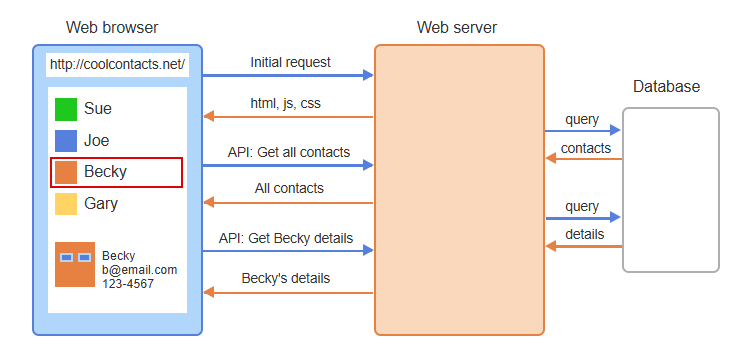 Web browser
Web server
Database
http://coolcontacts.net/
Sue
Joe
Becky
Gary
Becky
b@email.com
123-4567
Initial request
html, js, css
API: Get all contacts
All contacts
API: Get Becky details
Becky's details
query
contacts
query
details